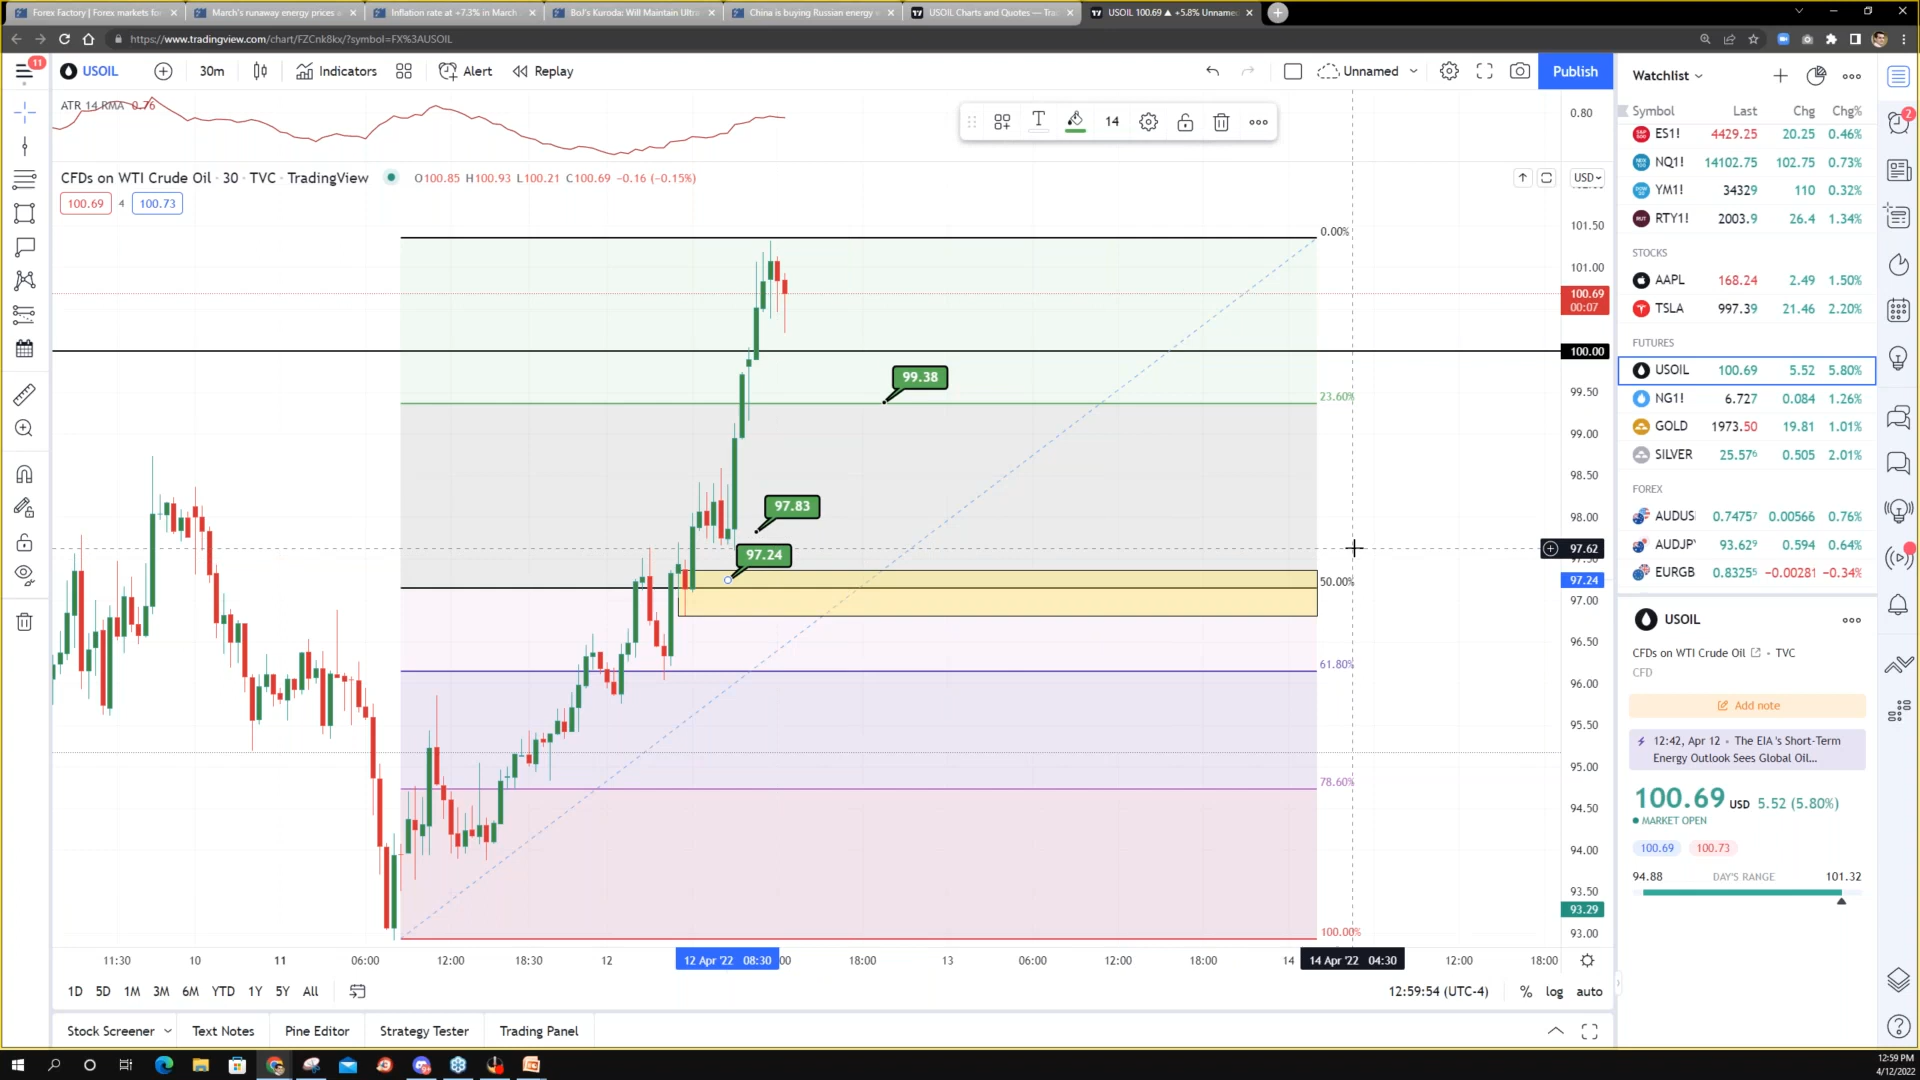 Forex Factory | Forex markets for
March's runaway energy prices a
Inflation rate at +7.3% in March
BoJ's Kuroda: Will Maintain Ultra
China is buying Russian energy w
USOIL Charts and Quotes — Tra
USOIL 100.69 ▲ +5.8% Unname
https://www.tradingview.com/chart/FZCnk8kx/?symbol=FX%3AUSOIL
11
USOIL
30m
Indicators
Alert
Replay
Unnamed
Publish
ATR 14 RMA 0.76
14
0.80
CFDs on WTI Crude Oil · 30 · TVC · TradingView
O100.85 H100.93 L100.21 C100.69 −0.16 (−0.15%)
100.69 4 100.73
USD
101.50
101.00
100.69
00:07
100.00
99.50
99.00
98.50
98.00
97.62
97.24
97.00
96.50
96.00
95.50
95.00
94.50
94.00
93.50
93.29
93.00
0.00%
23.60%
50.00%
61.80%
78.60%
100.00%
99.38
97.83
97.24
11:30
10
11
06:00
12:00
18:30
12
12 Apr '22 08:30
:00
18:00
13
06:00
12:00
18:00
14
14 Apr '22 04:30
12:00
18:00
1D 5D 1M 3M 6M YTD 1Y 5Y All
12:59:54 (UTC-4)
% log auto
Stock Screener
Text Notes
Pine Editor
Strategy Tester
Trading Panel
Watchlist
Symbol Last Chg Chg%
ES1! 4429.25 20.25 0.46%
NQ1! 14102.75 102.75 0.73%
YM1! 34329 110 0.32%
RTY1! 2003.9 26.4 1.34%
STOCKS
AAPL 168.24 2.49 1.50%
TSLA 997.39 21.46 2.20%
FUTURES
USOIL 100.69 5.52 5.80%
NG1! 6.727 0.084 1.26%
GOLD 1973.50 19.81 1.01%
SILVER 25.576 0.505 2.01%
FOREX
AUDUS 0.74757 0.00566 0.76%
AUDJP 93.629 0.594 0.64%
EURGB 0.83255 −0.00281 −0.34%
USOIL
CFDs on WTI Crude Oil • TVC
CFD
Add note
12:42, Apr 12 • The EIA 's Short-Term
Energy Outlook Sees Global Oil...
100.69 USD 5.52 (5.80%)
MARKET OPEN
100.69 100.73
94.88 DAY'S RANGE 101.32
2
12:59 PM
4/12/2022